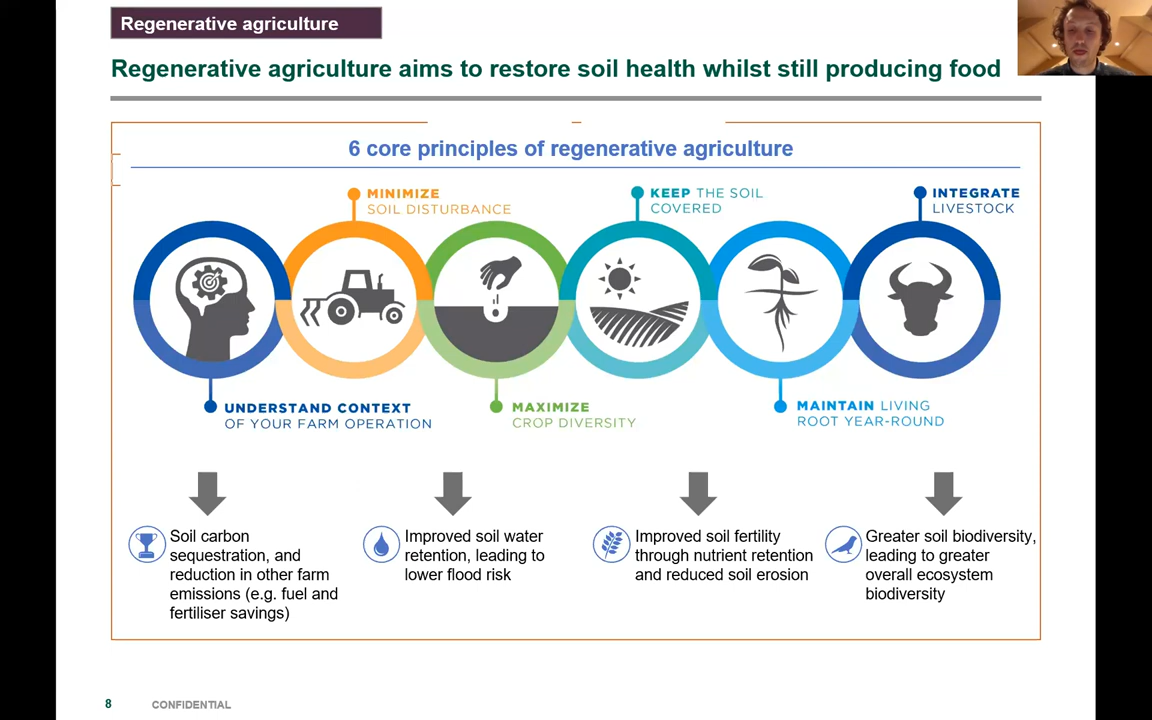 Regenerative agriculture
Regenerative agriculture aims to restore soil health whilst still producing food
6 core principles of regenerative agriculture
MINIMIZE
SOIL DISTURBANCE
KEEP THE SOIL
COVERED
INTEGRATE
LIVESTOCK
UNDERSTAND CONTEXT
OF YOUR FARM OPERATION
MAXIMIZE
CROP DIVERSITY
MAINTAIN LIVING
ROOT YEAR-ROUND
Soil carbon
sequestration, and
reduction in other farm
emissions (e.g. fuel and
fertiliser savings)
Improved soil water
retention, leading to
lower flood risk
Improved soil fertility
through nutrient retention
and reduced soil erosion
Greater soil biodiversity,
leading to greater
overall ecosystem
biodiversity
8 CONFIDENTIAL